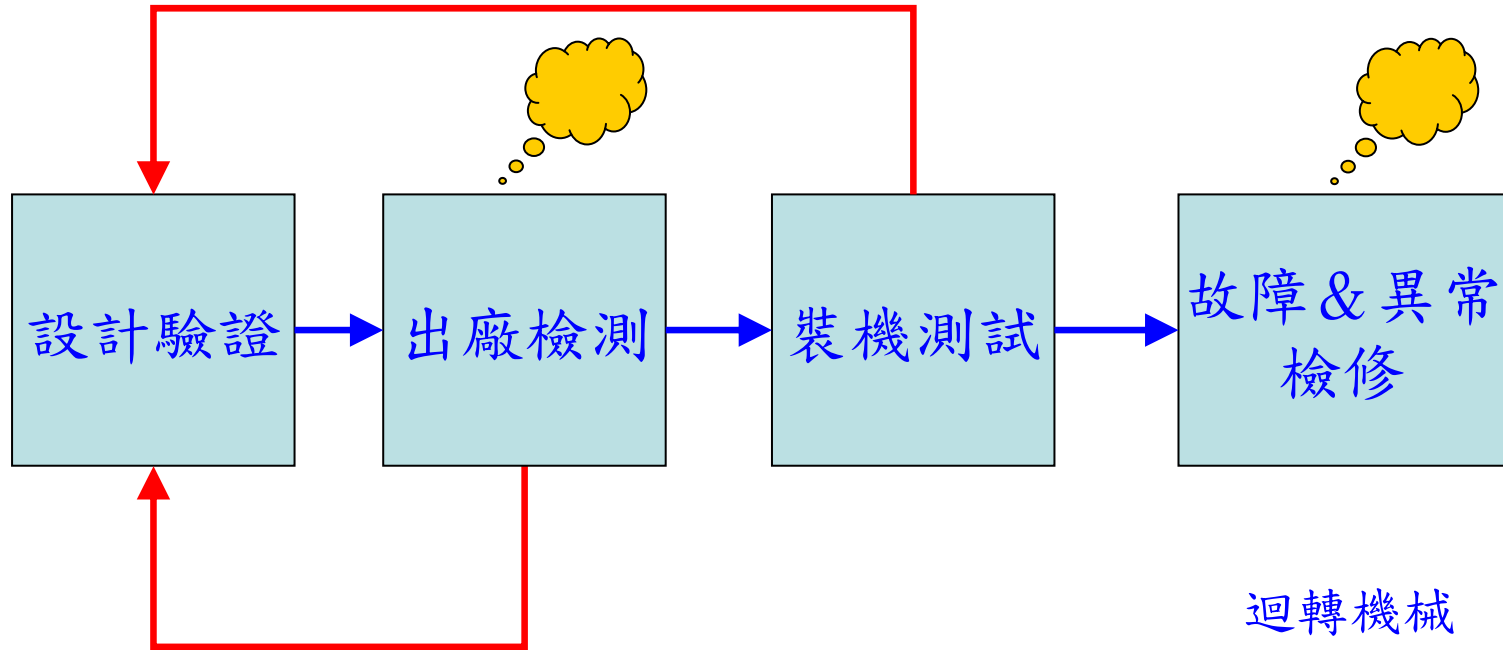 設計驗證
出廠檢測
裝機測試
故障&異常
檢修
迴轉機械